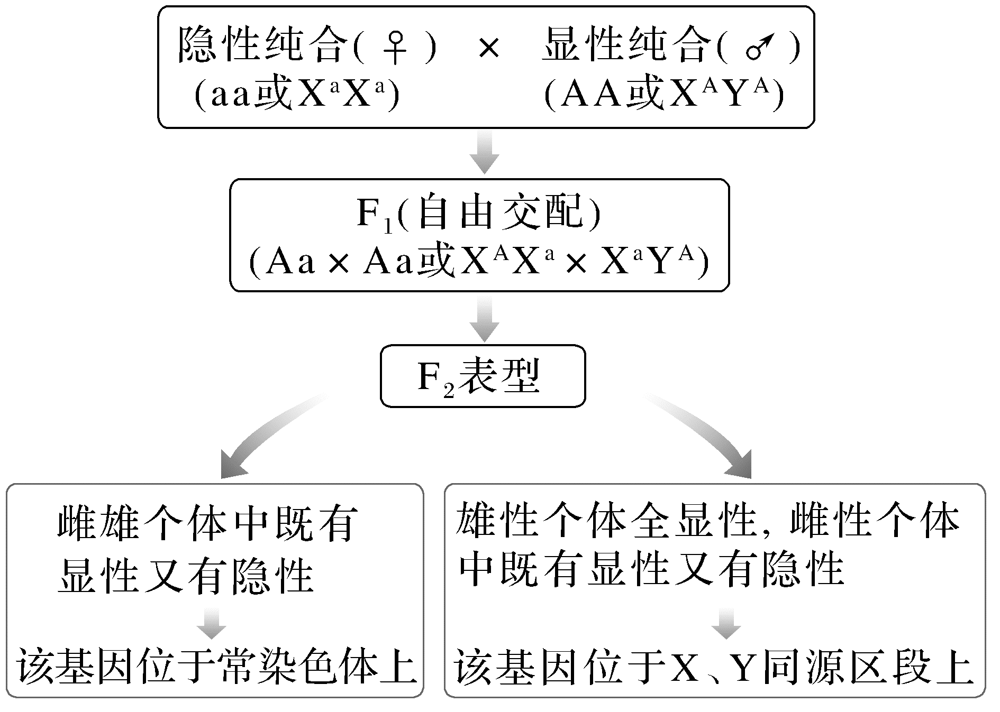 隐性纯合(♀) × 显性纯合(♂)
(aa或XᵃXᵃ) (AA或XᴬYᴬ)
F₁(自由交配)
(Aa×Aa或XᴬXᵃ×XᵃYᴬ)
F₂表型
雌雄个体中既有
显性又有隐性
该基因位于常染色体上
雄性个体全显性,雌性个体
中既有显性又有隐性
该基因位于X、Y同源区段上